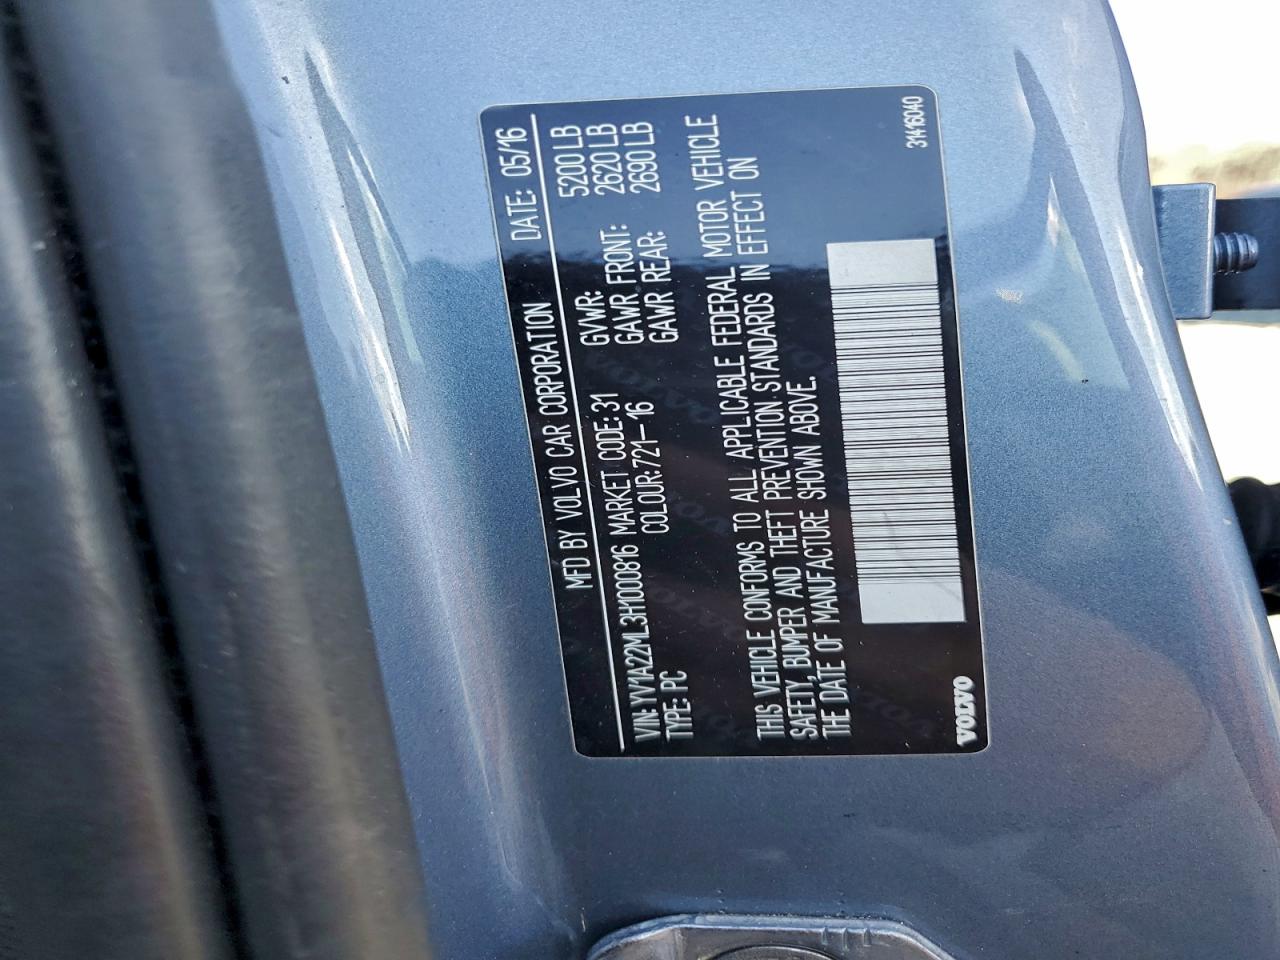 MFD BY VOLVO CAR CORPORATION DATE: 05/16
VIN: YV1A22ML3H1000816 MARKET CODE: 31 GVWR: 5200 LB
TYPE: PC COLOUR: 721-16 GAWR FRONT: 2620 LB
GAWR REAR: 2690 LB
THIS VEHICLE CONFORMS TO ALL APPLICABLE FEDERAL MOTOR VEHICLE
SAFETY, BUMPER AND THEFT PREVENTION STANDARDS IN EFFECT ON
THE DATE OF MANUFACTURE SHOWN ABOVE.
VOLVO 31416040